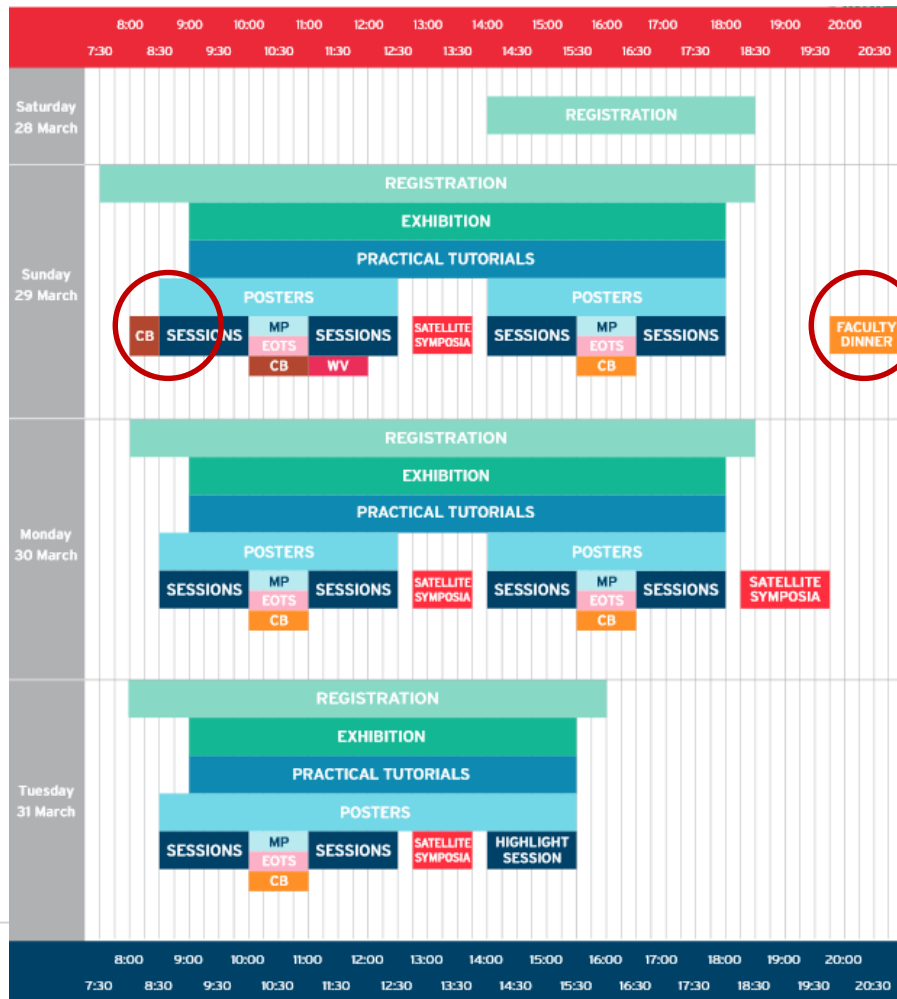 8:00 9:00 10:00 11:00 12:00 13:00 14:00 15:00 16:00 17:00 18:00 19:00 20:00
7:30 8:30 9:30 10:30 11:30 12:30 13:30 14:30 15:30 16:30 17:30 18:30 19:30 20:30
Saturday
28 March
REGISTRATION
Sunday
29 March
REGISTRATION
EXHIBITION
PRACTICAL TUTORIALS
POSTERS POSTERS
CB SESSIONS MP SESSIONS SATELLITE SESSIONS MP SESSIONS FACULTY
EOTS SYMPOSIA EOTS DINNER
CB WV CB
Monday
30 March
REGISTRATION
EXHIBITION
PRACTICAL TUTORIALS
POSTERS POSTERS
SESSIONS MP SESSIONS SATELLITE SESSIONS MP SESSIONS SATELLITE
EOTS SYMPOSIA EOTS SYMPOSIA
CB CB
Tuesday
31 March
REGISTRATION
EXHIBITION
PRACTICAL TUTORIALS
POSTERS
SESSIONS MP SESSIONS SATELLITE HIGHLIGHT
EOTS SYMPOSIA SESSION
CB
8:00 9:00 10:00 11:00 12:00 13:00 14:00 15:00 16:00 17:00 18:00 19:00 20:00
7:30 8:30 9:30 10:30 11:30 12:30 13:30 14:30 15:30 16:30 17:30 18:30 19:30 20:30